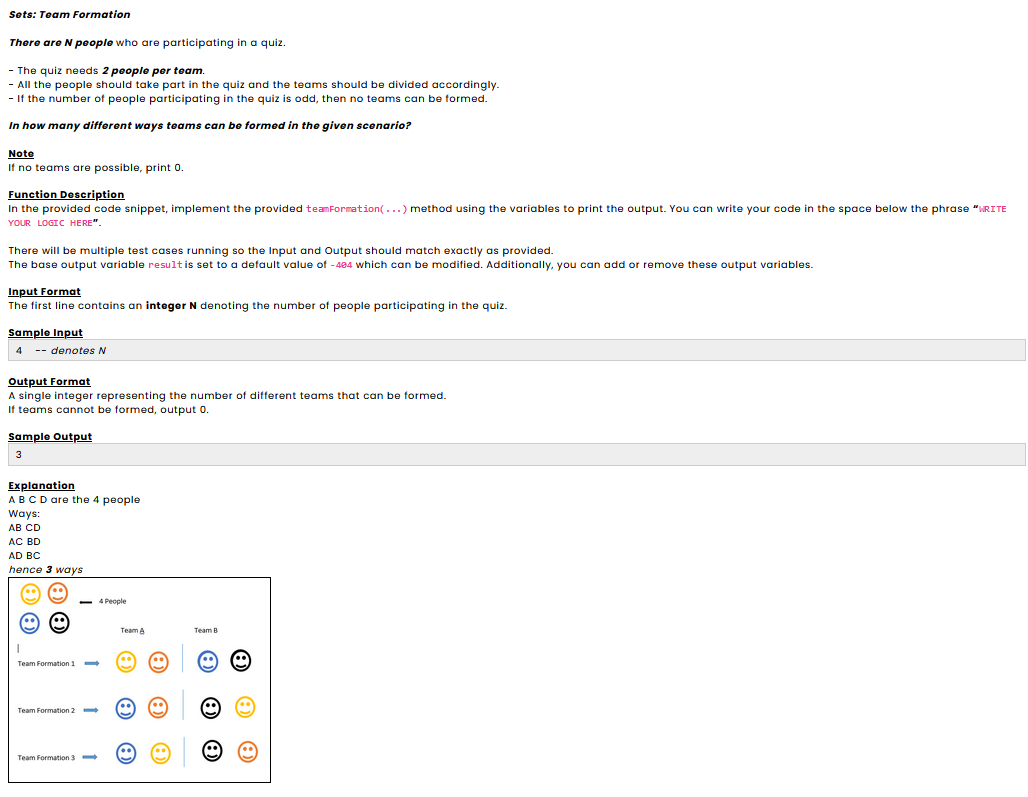 Sets: Team Formation
There are N people who are participating in a quiz.
- The quiz needs 2 people per team.
- All the people should take part in the quiz and the teams should be divided accordingly.
- If the number of people participating in the quiz is odd, then no teams can be formed.
In how many different ways teams can be formed in the given scenario?
Note
If no teams are possible, print 0.
Function Description
In the provided code snippet, implement the provided teamFormation(...) method using the variables to print the output. You can write your code in the space below the phrase “WRITE
YOUR LOGIC HERE”.
There will be multiple test cases running so the Input and Output should match exactly as provided.
The base output variable result is set to a default value of -404 which can be modified. Additionally, you can add or remove these output variables.
Input Format
The first line contains an integer N denoting the number of people participating in the quiz.
Sample Input
4 -- denotes N
Output Format
A single integer representing the number of different teams that can be formed.
If teams cannot be formed, output 0.
Sample Output
3
Explanation
A B C D are the 4 people
Ways:
AB CD
AC BD
AD BC
hence 3 ways
4 People
Team A Team B
Team Formation 1
Team Formation 2
Team Formation 3